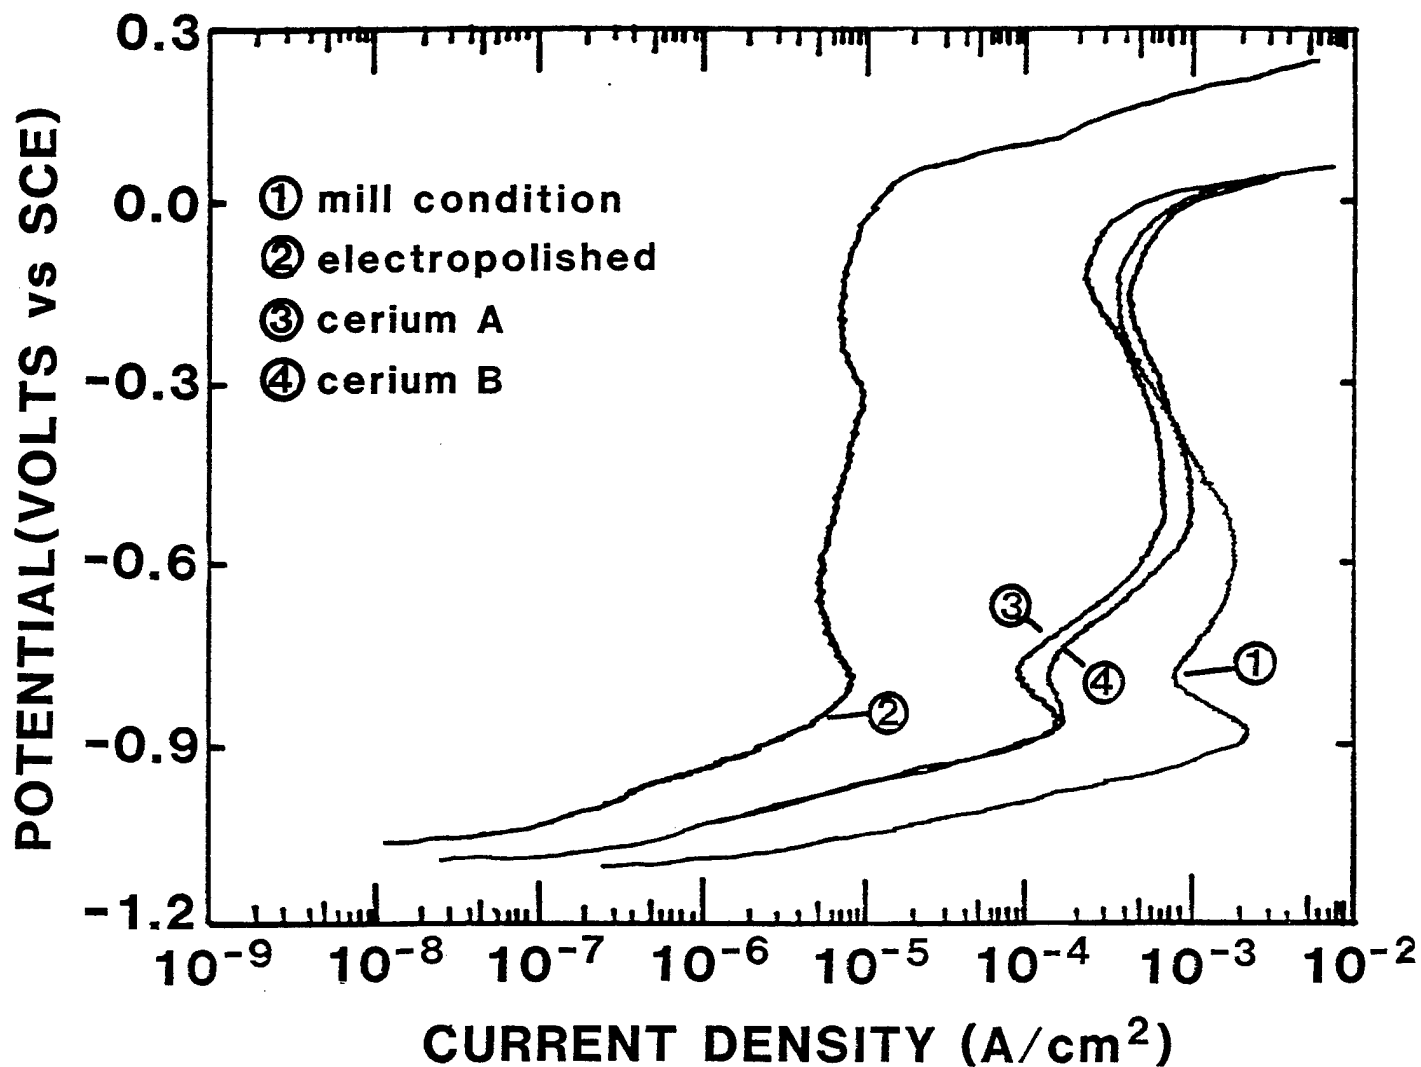 POTENTIAL(VOLTS vs SCE)
0.3
0.0
-0.3
-0.6
-0.9
-1.2
① mill condition
② electropolished
③ cerium A
④ cerium B
③
④
①
②
10⁻⁹ 10⁻⁸ 10⁻⁷ 10⁻⁶ 10⁻⁵ 10⁻⁴ 10⁻³ 10⁻²
CURRENT DENSITY (A/cm²)